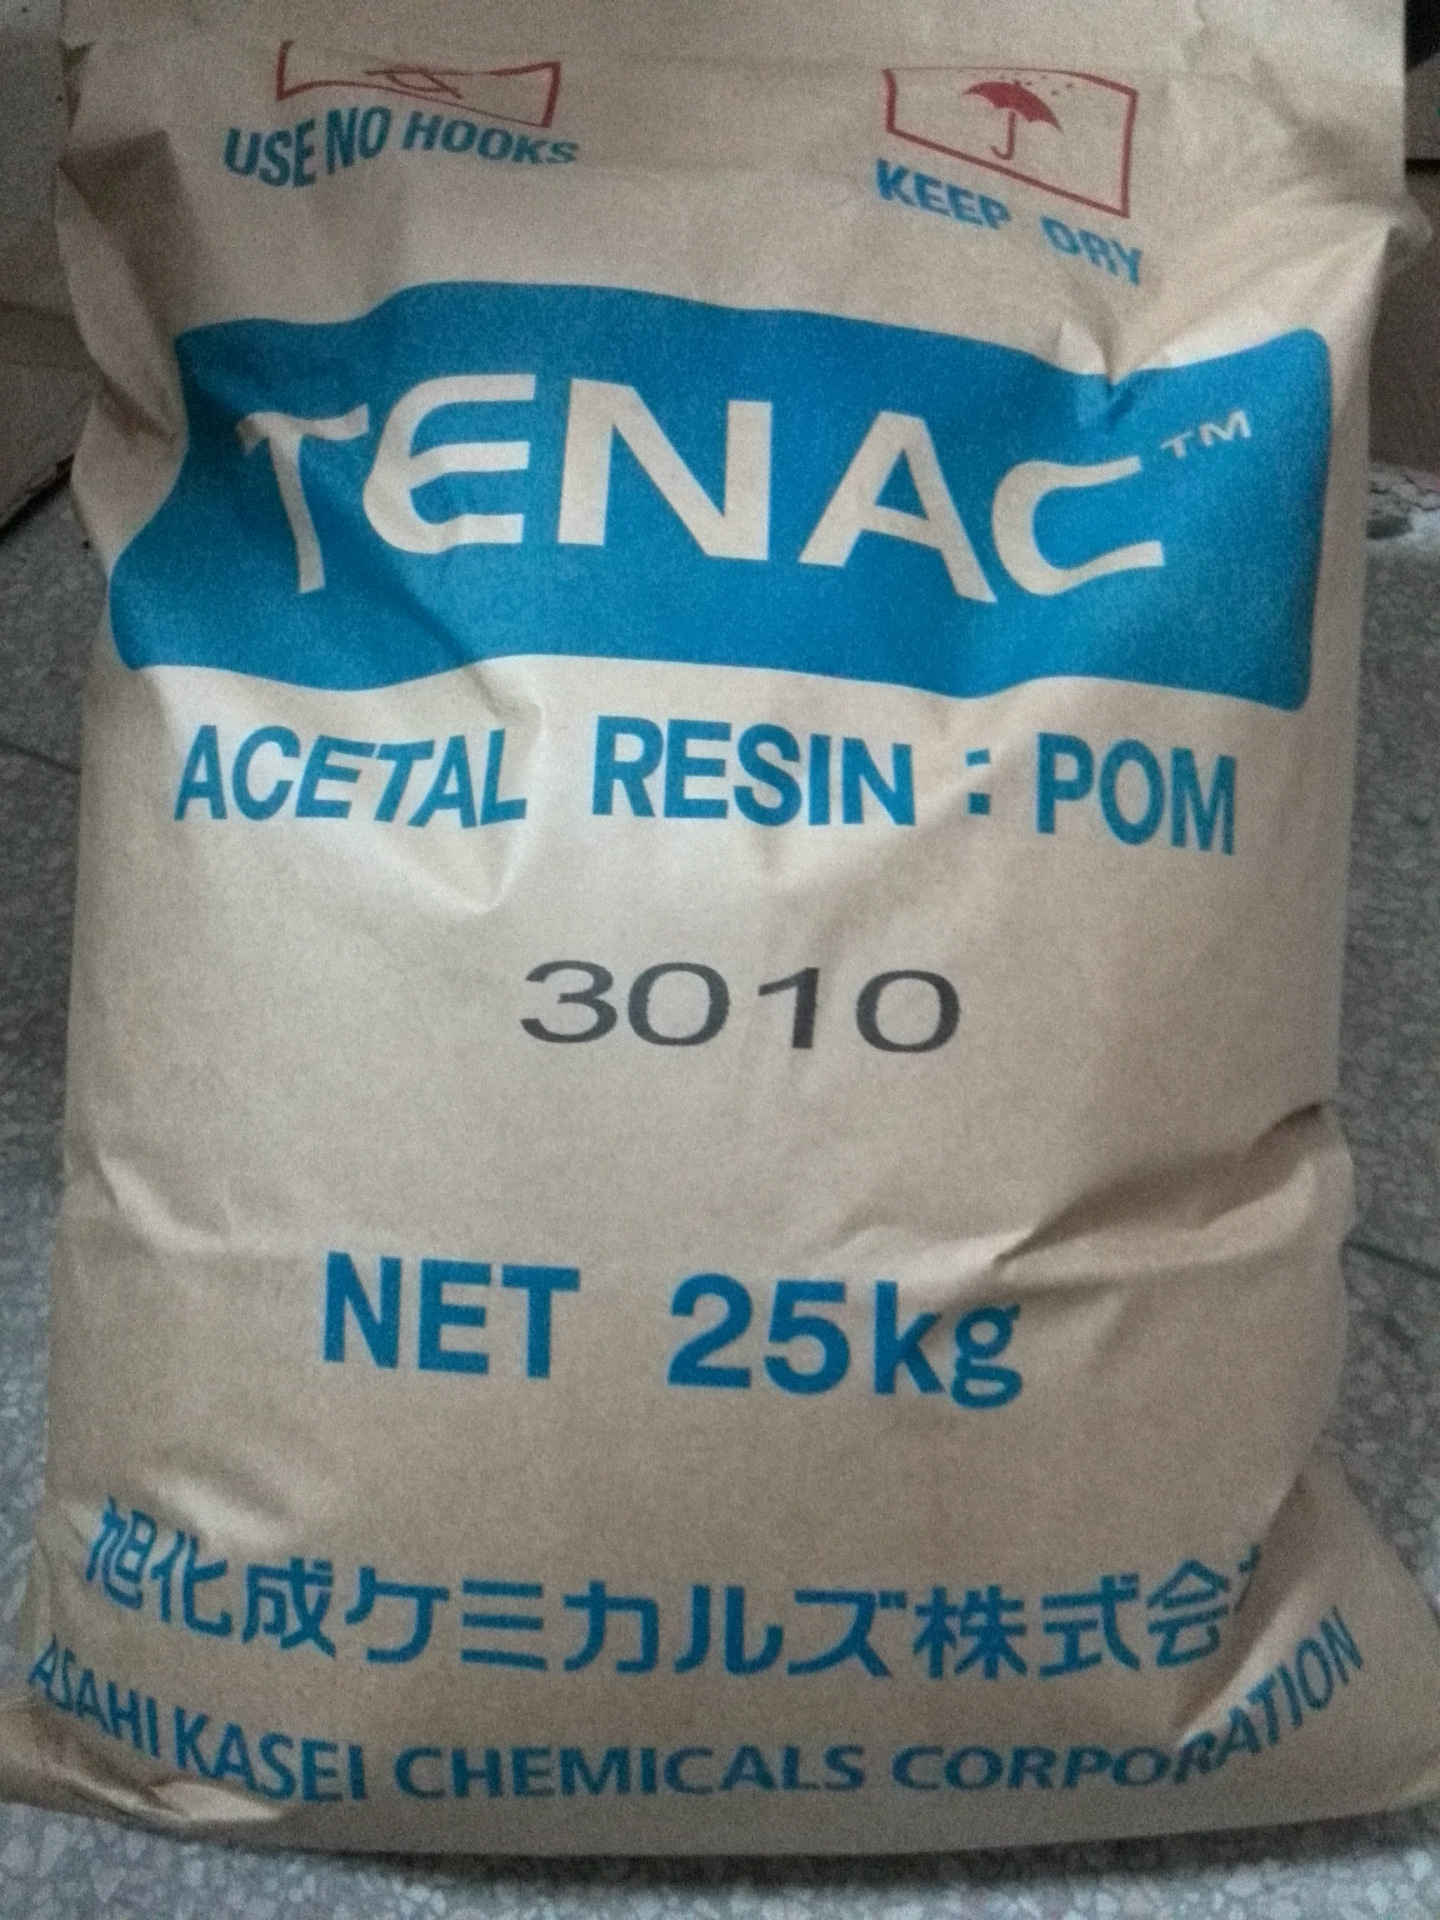 USE NO HOOKS
KEEP DRY
TENAC™
ACETAL RESIN : POM
3010
NET 25kg
旭化成ケミカルズ株式会
ASAHI KASEI CHEMICALS CORPORATION